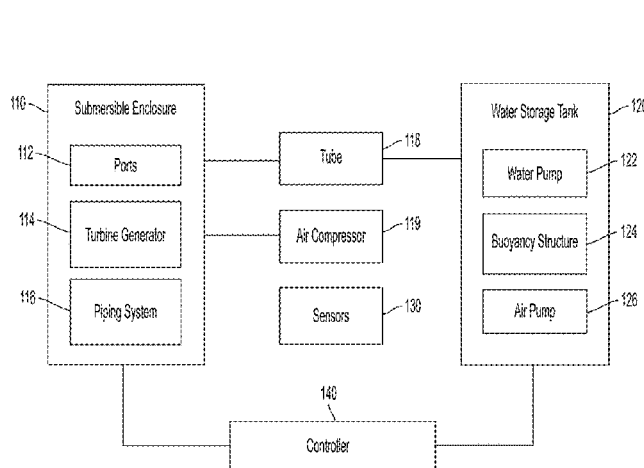 110
Submersible Enclosure
112
Ports
114
Turbine Generator
116
Piping System
Tube
118
Air Compressor
119
Sensors
130
Water Storage Tank
120
Water Pump
122
Buoyancy Structure
124
Air Pump
126
140
Controller